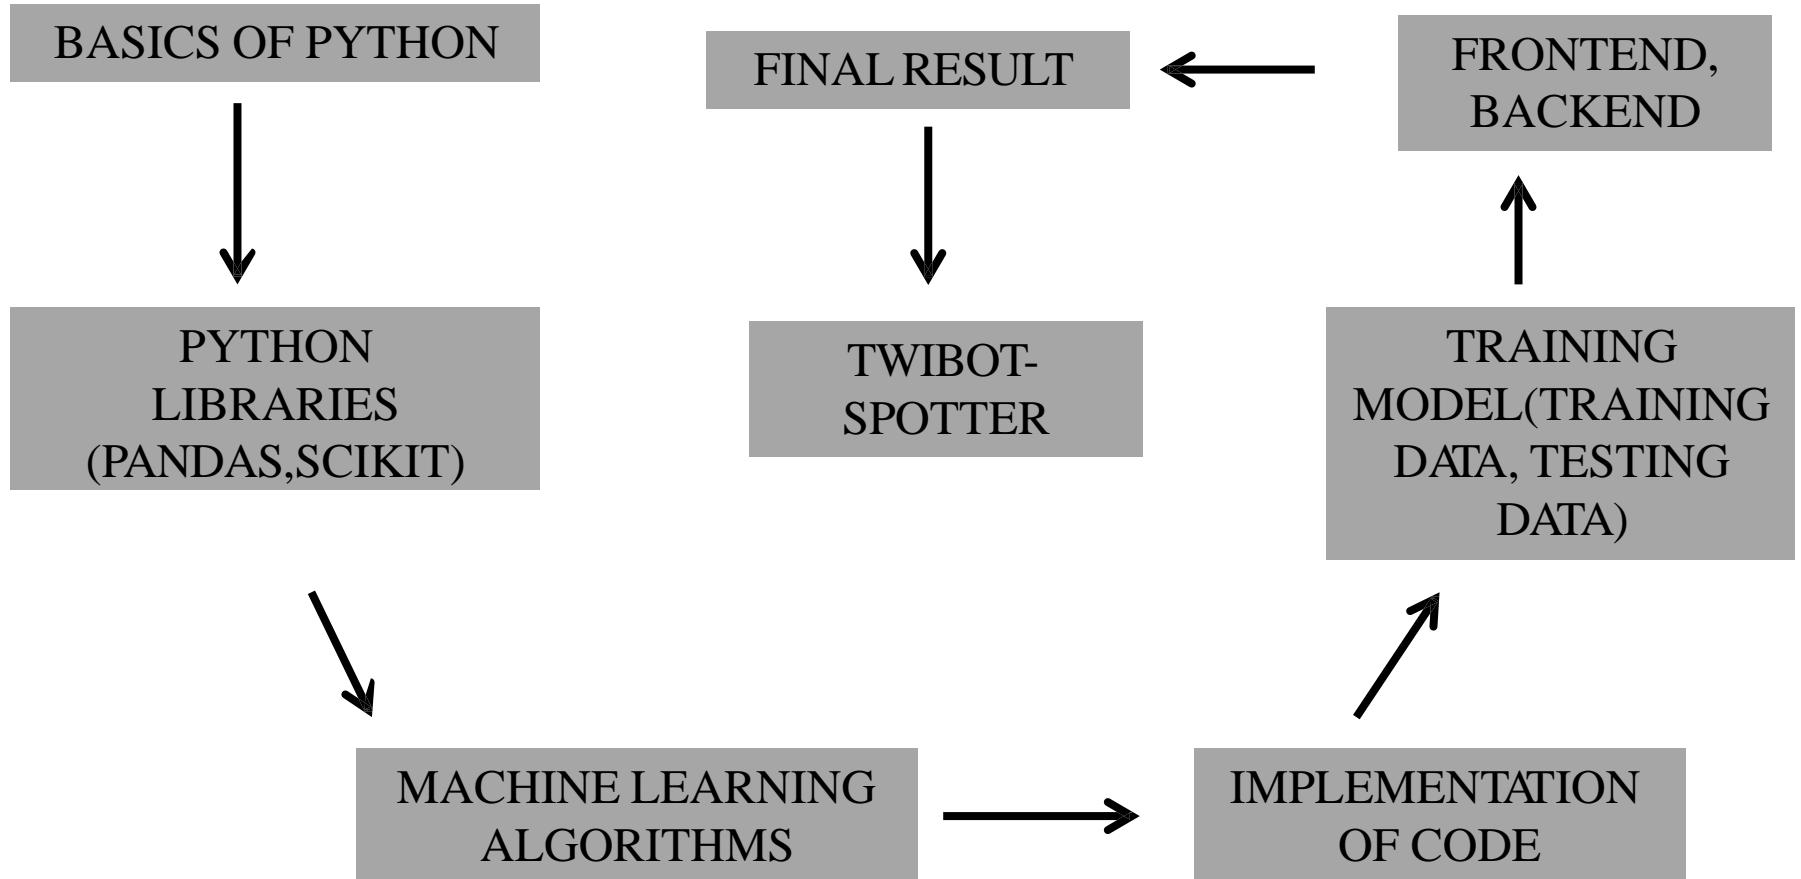 BASICS OF PYTHON
PYTHON
LIBRARIES
(PANDAS,SCIKIT)
MACHINE LEARNING
ALGORITHMS
IMPLEMENTATION
OF CODE
TRAINING
MODEL(TRAINING
DATA, TESTING
DATA)
FRONTEND,
BACKEND
FINAL RESULT
TWIBOT-
SPOTTER